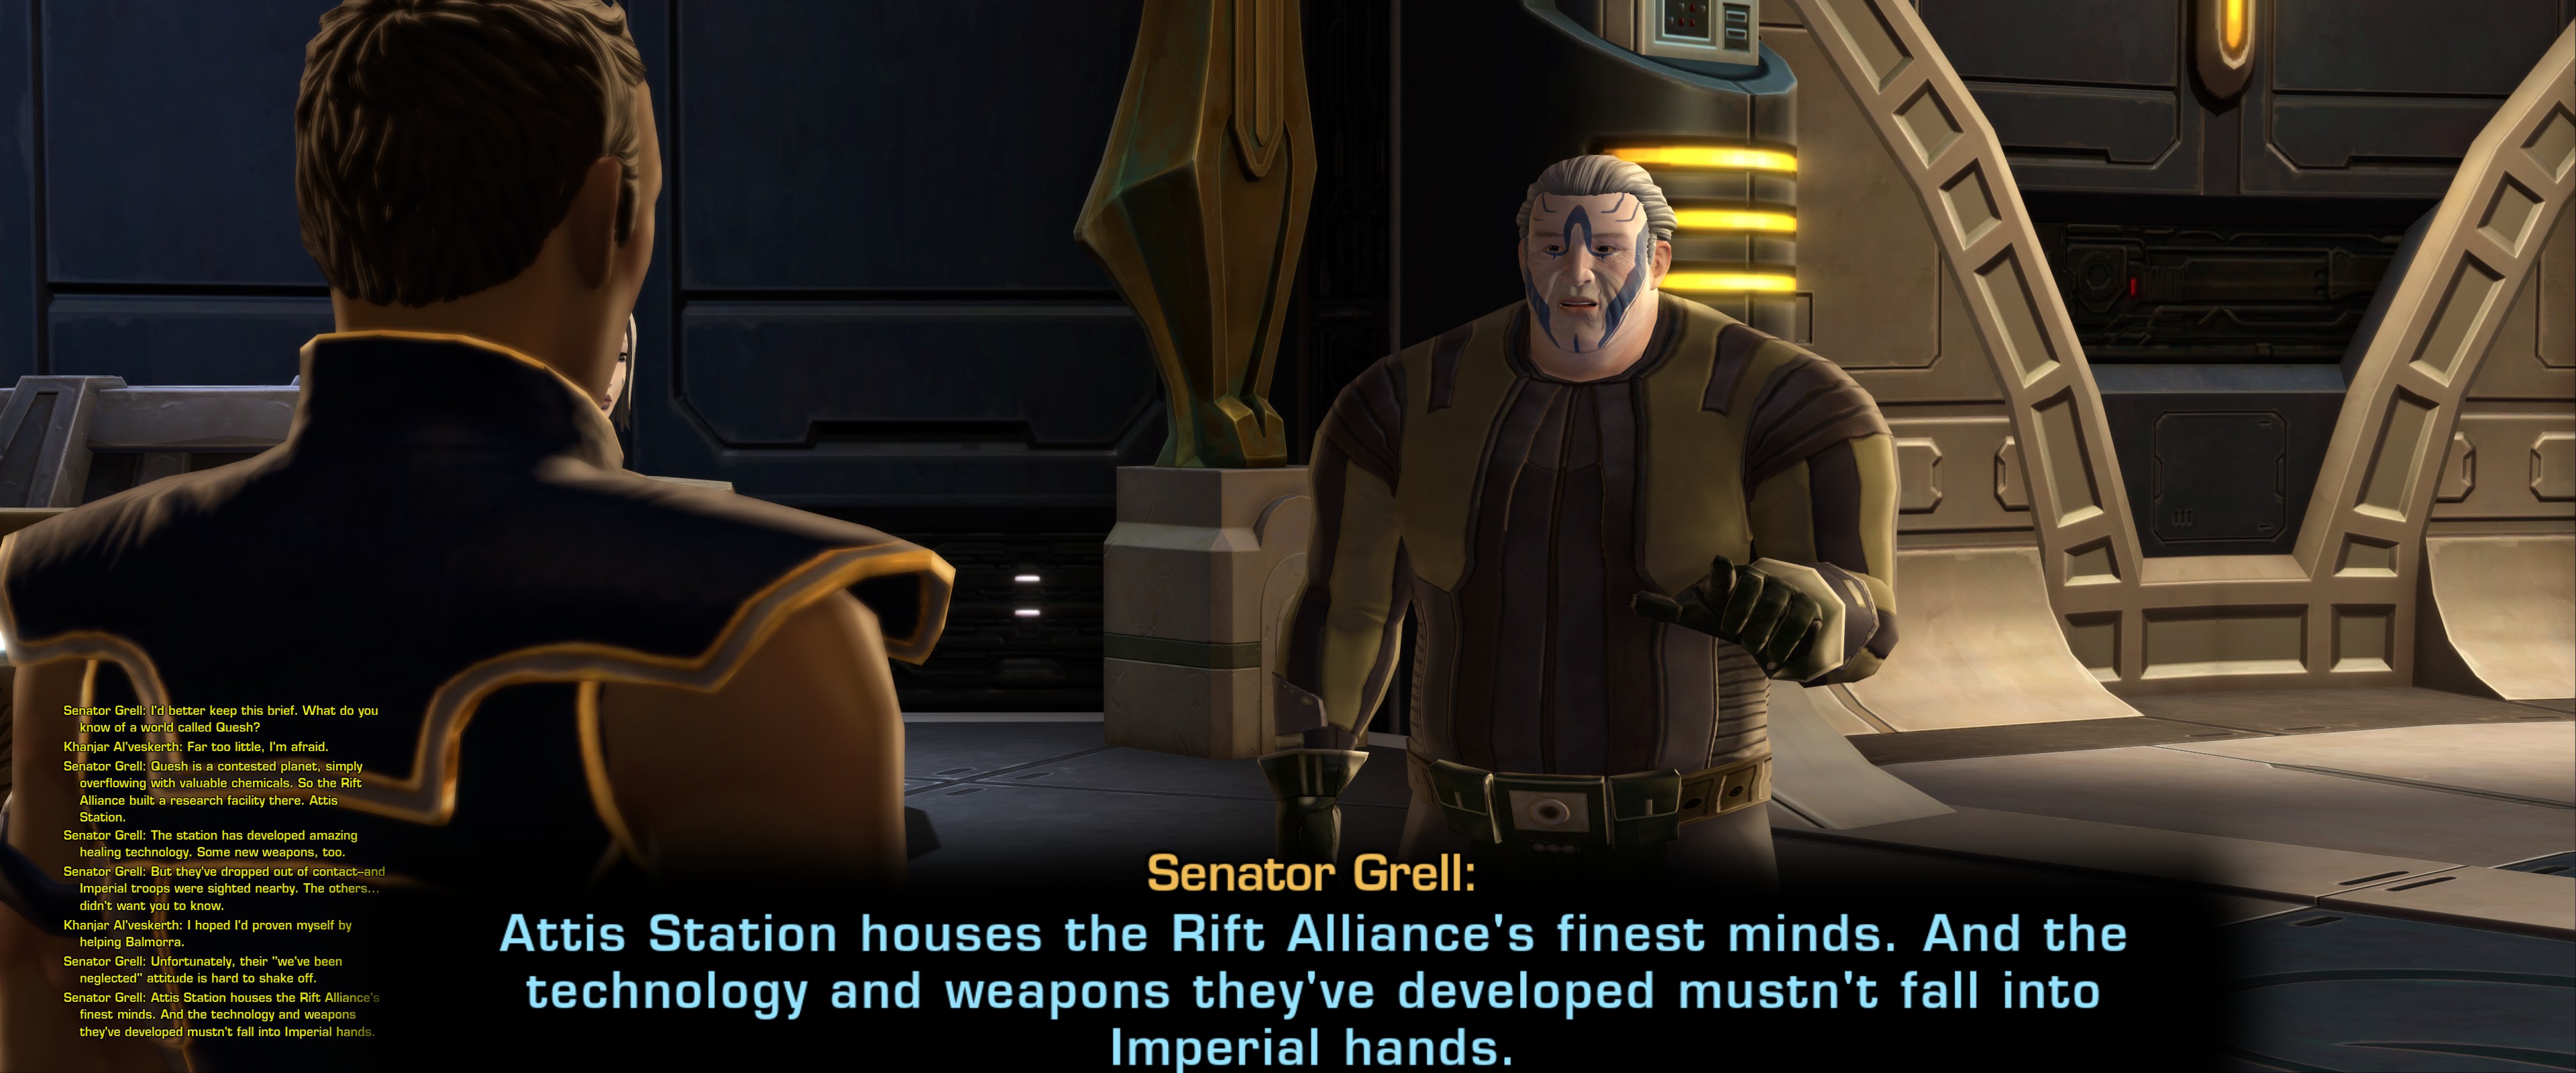 Senator Grell: I'd better keep this brief. What do you
know of a world called Quesh?
Khanjar Al'veskerth: Far too little, I'm afraid.
Senator Grell: Quesh is a contested planet, simply
overflowing with valuable chemicals. So the Rift
Alliance built a research facility there. Attis
Station.
Senator Grell: The station has developed amazing
healing technology. Some new weapons, too.
Senator Grell: But they've dropped out of contact--and
Imperial troops were sighted nearby. The others...
didn't want you to know.
Khanjar Al'veskerth: I hoped I'd proven myself by
helping Balmorra.
Senator Grell: Unfortunately, their "we've been
neglected" attitude is hard to shake off.
Senator Grell: Attis Station houses the Rift Alliance's
finest minds. And the technology and weapons
they've developed mustn't fall into Imperial hands.
Senator Grell:
Attis Station houses the Rift Alliance's finest minds. And the
technology and weapons they've developed mustn't fall into
Imperial hands.